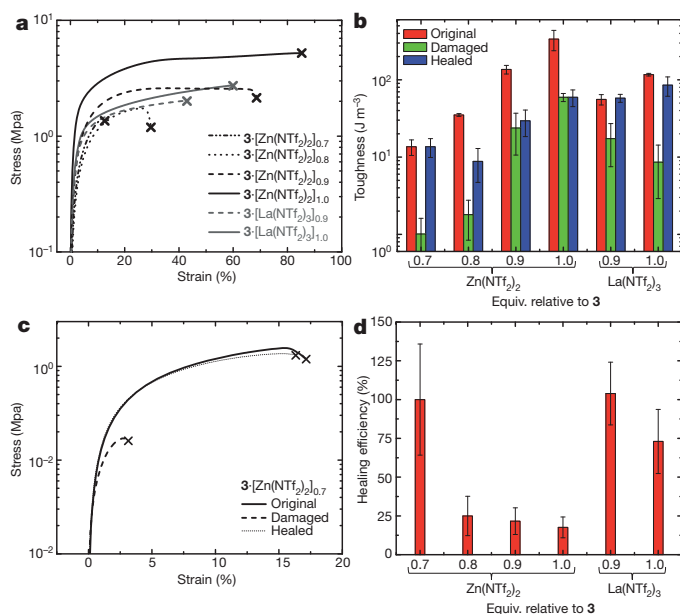 a
Stress (Mpa)
10¹
10⁰
10⁻¹
0 20 40 60 80 100
Strain (%)
3·[Zn(NTf₂)₂]₀.₇
3·[Zn(NTf₂)₂]₀.₈
3·[Zn(NTf₂)₂]₀.₉
3·[Zn(NTf₂)₂]₁.₀
3·[La(NTf₂)₃]₀.₉
3·[La(NTf₂)₃]₁.₀
b
Toughness (J m⁻³)
10²
10¹
10⁰
Original
Damaged
Healed
0.7 0.8 0.9 1.0 0.9 1.0
Zn(NTf₂)₂ La(NTf₂)₃
Equiv. relative to 3
c
Stress (Mpa)
10⁰
10⁻²
10⁻²
0 5 10 15 20
Strain (%)
3·[Zn(NTf₂)₂]₀.₇
Original
Damaged
Healed
d
Healing efficiency (%)
150
125
100
75
50
25
0
0.7 0.8 0.9 1.0 0.9 1.0
Zn(NTf₂)₂ La(NTf₂)₃
Equiv. relative to 3